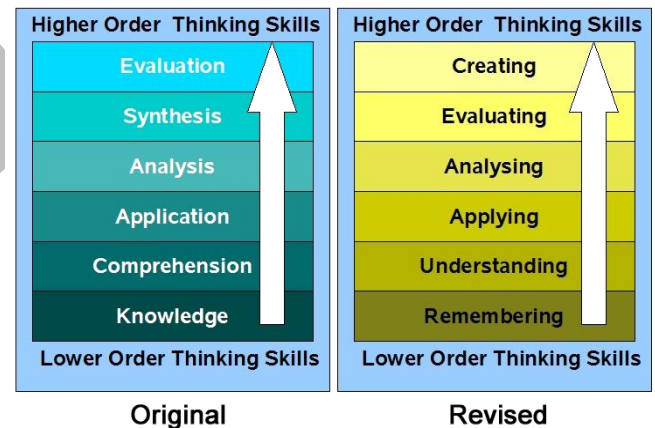 Higher Order Thinking Skills
Evaluation
Synthesis
Analysis
Application
Comprehension
Knowledge
Lower Order Thinking Skills
Original
Higher Order Thinking Skills
Creating
Evaluating
Analysing
Applying
Understanding
Remembering
Lower Order Thinking Skills
Revised